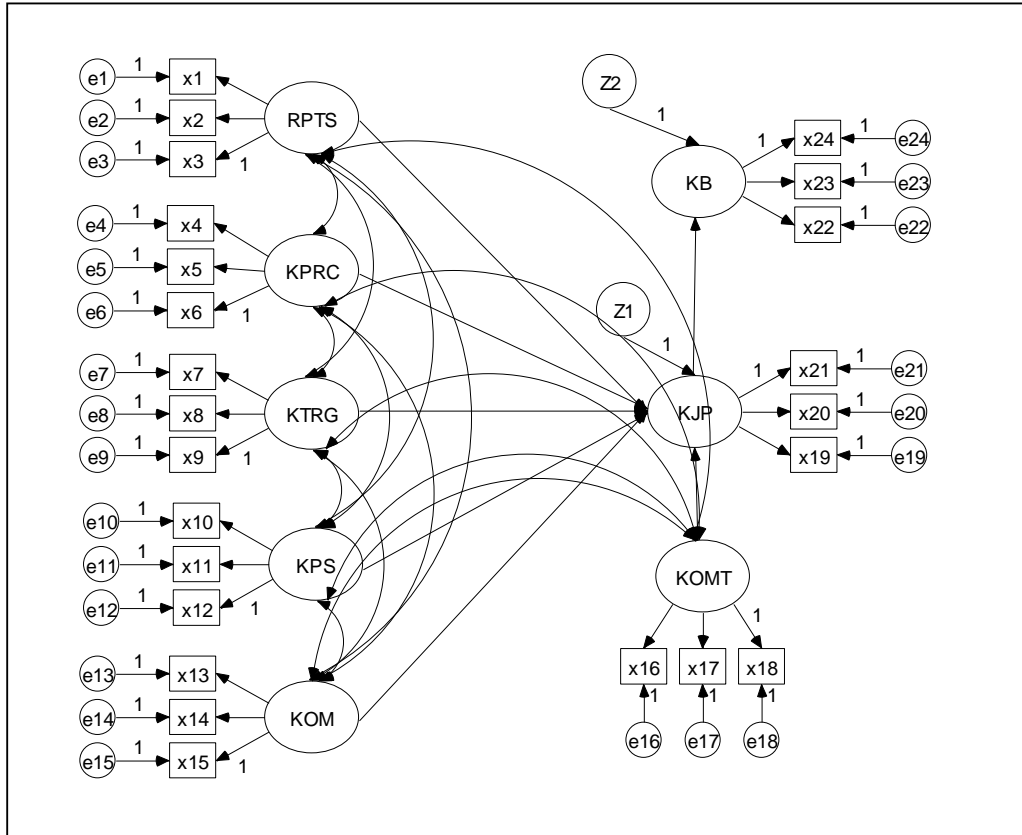 e1 1 x1
e2 1 x2
e3 1 x3 1
RPTS
e4 1 x4
e5 1 x5
e6 1 x6 1
KPRC
e7 1 x7
e8 1 x8
e9 1 x9 1
KTRG
e10 1 x10
e11 1 x11
e12 1 x12 1
KPS
e13 1 x13
e14 1 x14
e15 1 x15 1
KOM
Z2
1
KB
1 x24 1 e24
x23 1 e23
x22 1 e22
Z1
1
KJP
1 x21 1 e21
x20 1 e20
x19 1 e19
KOMT
1
x16 x17 x18
1 1 1
e16 e17 e18